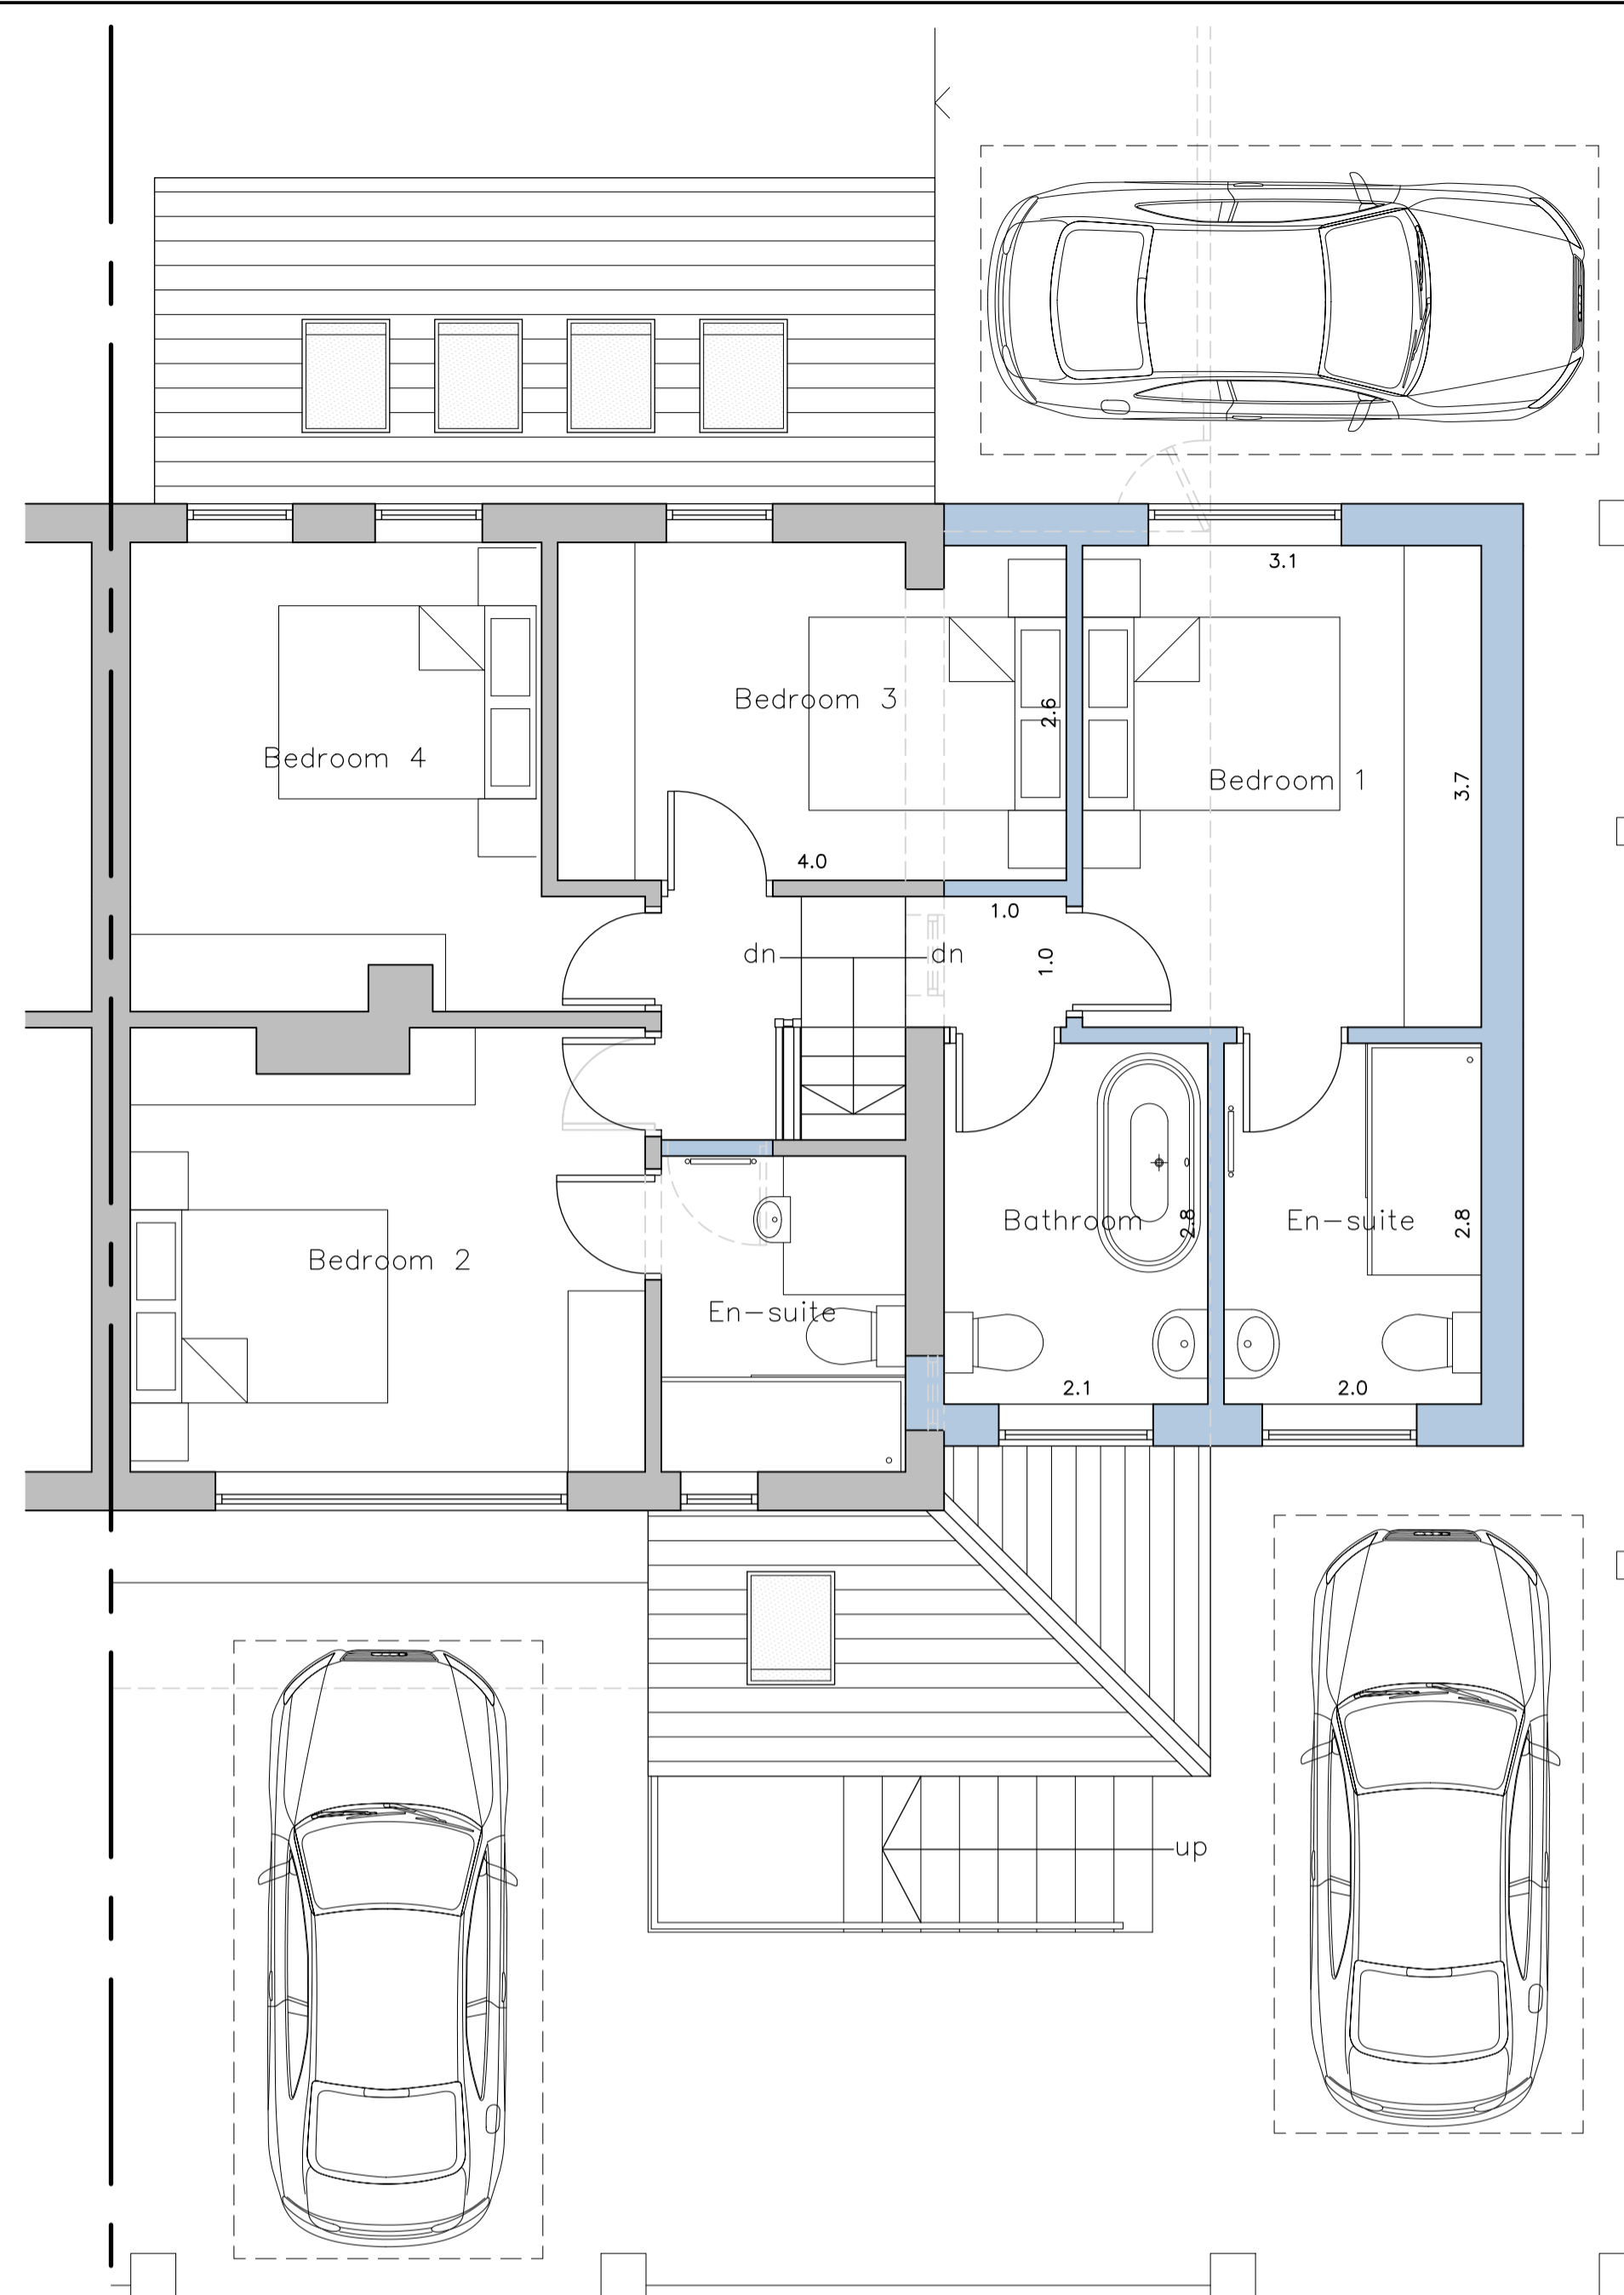 3.1
Bedroom 3
2.6
Bedroom 4
Bedroom 1
3.7
4.0
1.0
dn
dn
1.0
Bathroom
2.8
En-suite
2.8
Bedroom 2
En-suite
2.1
2.0
up